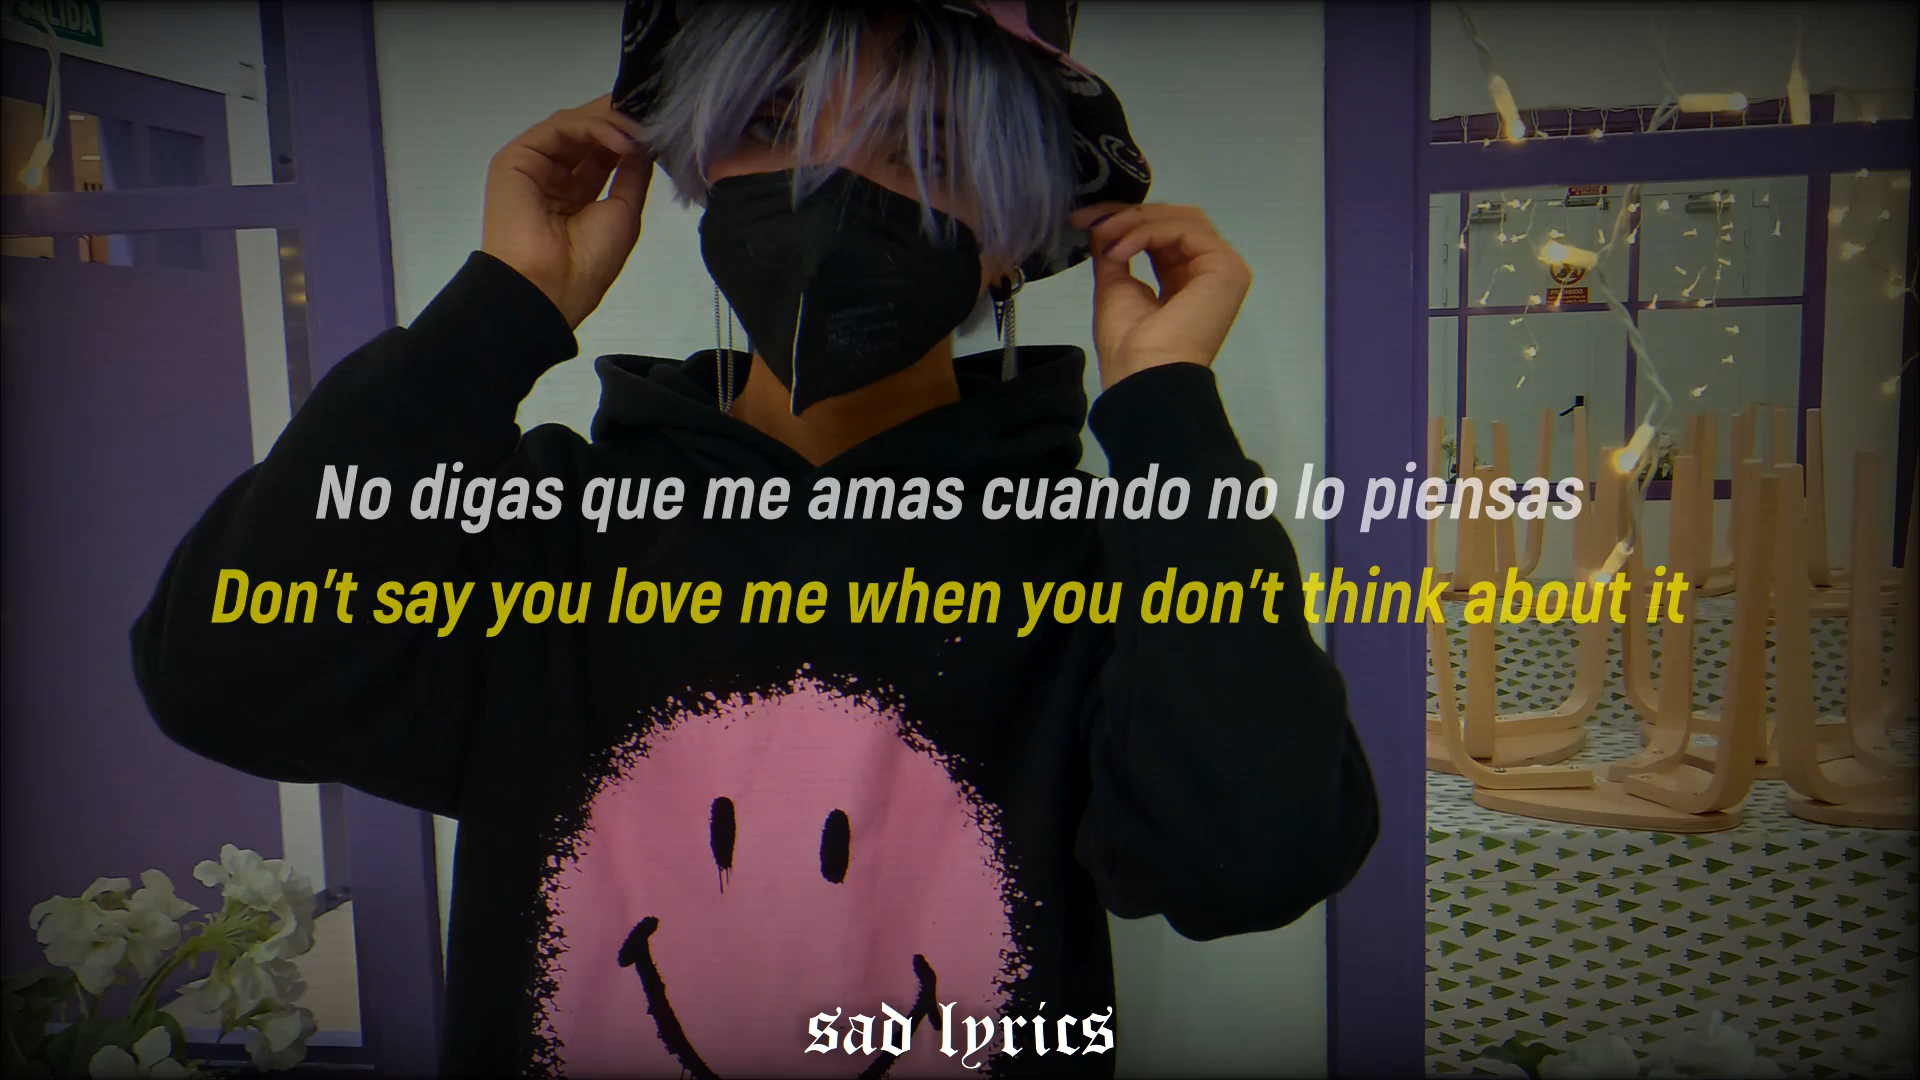 SALIDA
No digas que me amas cuando no lo piensas
Don't say you love me when you don't think about it
sad lyrics